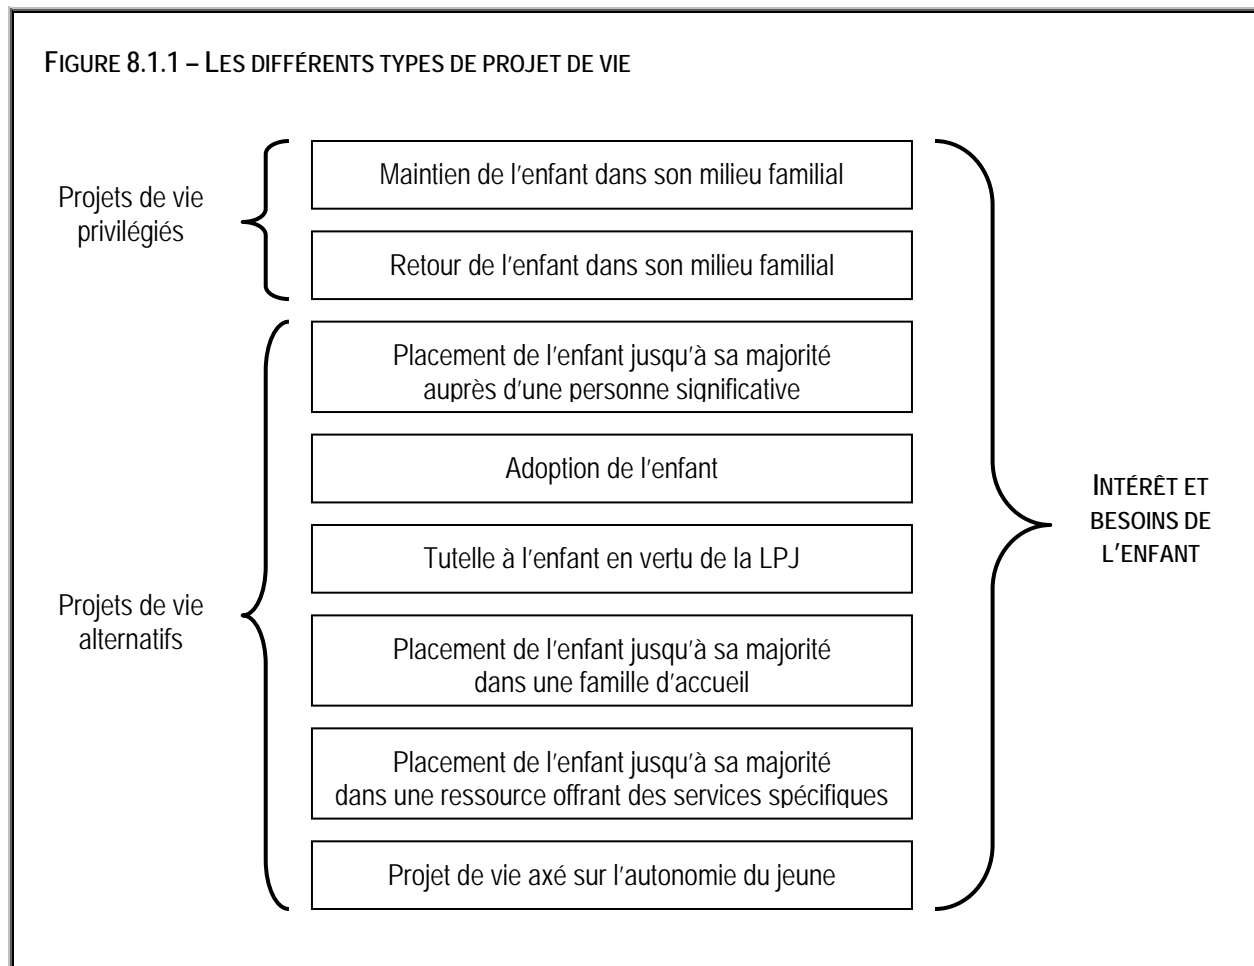 FIGURE 8.1.1 – LES DIFFÉRENTS TYPES DE PROJET DE VIE
Projets de vie
privilégiés
Maintien de l'enfant dans son milieu familial
Retour de l'enfant dans son milieu familial
Projets de vie
alternatifs
Placement de l'enfant jusqu'à sa majorité
auprès d'une personne significative
Adoption de l'enfant
Tutelle à l'enfant en vertu de la LPJ
Placement de l'enfant jusqu'à sa majorité
dans une famille d'accueil
Placement de l'enfant jusqu'à sa majorité
dans une ressource offrant des services spécifiques
Projet de vie axé sur l'autonomie du jeune
INTÉRÊT ET
BESOINS DE
L'ENFANT